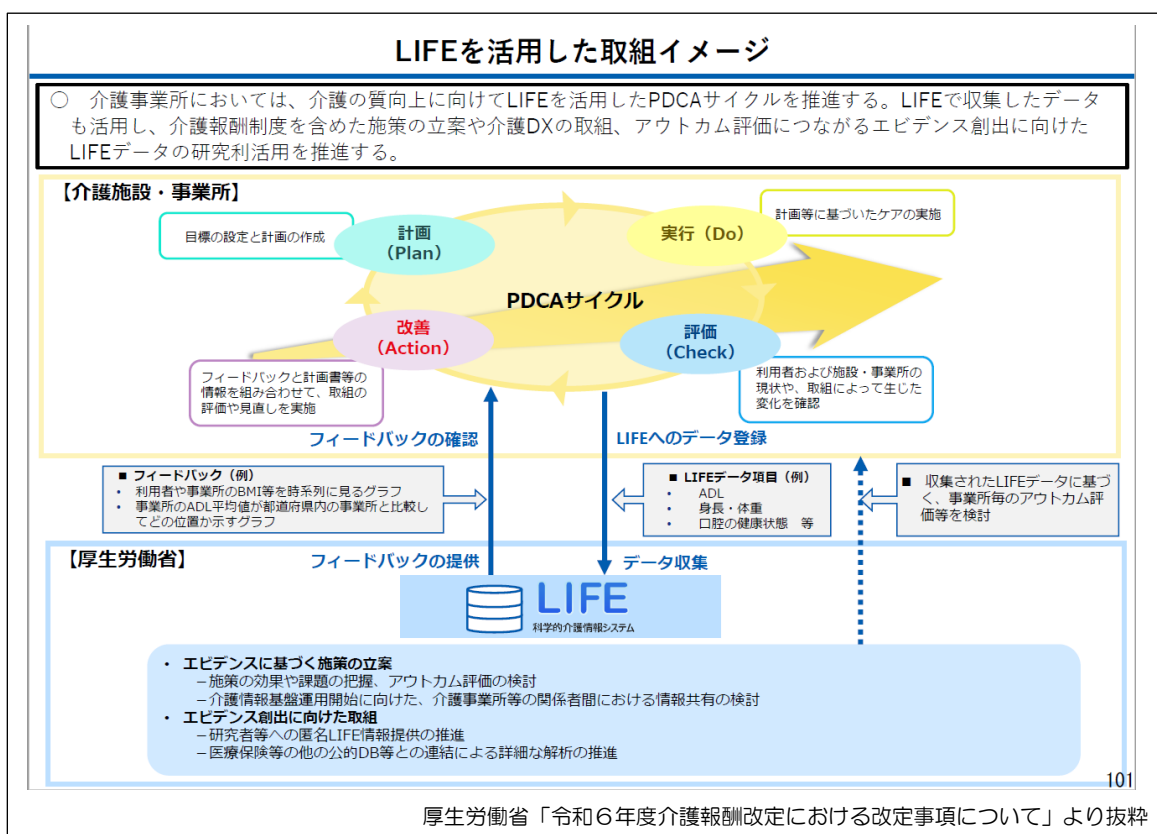 LIFEを活用した取組イメージ
○　介護事業所においては、介護の質向上に向けてLIFEを活用したPDCAサイクルを推進する。LIFEで収集したデータ
も活用し、介護報酬制度を含めた施策の立案や介護DXの取組、アウトカム評価につながるエビデンス創出に向けた
LIFEデータの研究利活用を推進する。
【介護施設・事業所】
目標の設定と計画の作成
計画
（Plan）
実行（Do）
計画等に基づいたケアの実施
PDCAサイクル
改善
（Action）
評価
（Check）
フィードバックと計画書等の
情報を組み合わせて、取組の
評価や見直しを実施
利用者および施設・事業所の
現状や、取組によって生じた
変化を確認
フィードバックの確認
LIFEへのデータ登録
■ フィードバック（例）
• 利用者や事業所のBMI等を時系列に見るグラフ
• 事業所のADL平均値が都道府県内の事業所と比較し
てどの位置か示すグラフ
■ LIFEデータ項目（例）
• ADL
• 身長・体重
• 口腔の健康状態　等
■ 収集されたLIFEデータに基づ
く、事業所毎のアウトカム評
価等を検討
【厚生労働省】
フィードバックの提供
データ収集
LIFE
科学的介護情報システム
• エビデンスに基づく施策の立案
－施策の効果や課題の把握、アウトカム評価の検討
－介護情報基盤運用開始に向けた、介護事業所等の関係者間における情報共有の検討
• エビデンス創出に向けた取組
－研究者等への匿名LIFE情報提供の推進
－医療保険等の他の公的DB等との連結による詳細な解析の推進
101
厚生労働省「令和６年度介護報酬改定における改定事項について」より抜粋